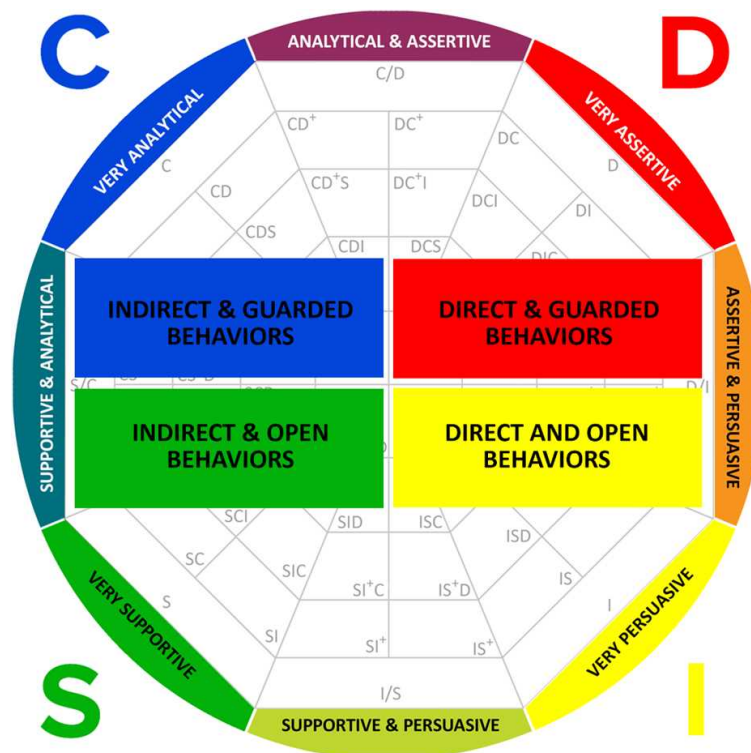 C
D
ANALYTICAL & ASSERTIVE
C/D
VERY ANALYTICAL
VERY ASSERTIVE
CD+
DC+
DC
C
D
CD+S
DC+I
CD
DCI
DI
CDS
CDI
DCS
DIC
INDIRECT & GUARDED
BEHAVIORS
DIRECT & GUARDED
BEHAVIORS
SUPPORTIVE & ANALYTICAL
ASSERTIVE & PERSUASIVE
S/C
D/I
INDIRECT & OPEN
BEHAVIORS
DIRECT AND OPEN
BEHAVIORS
SCI
SID
ISC
ISD
SC
SIC
SI+C
IS+D
IS
S
I
SI
SI+
IS+
VERY SUPPORTIVE
VERY PERSUASIVE
I/S
S
I
SUPPORTIVE & PERSUASIVE